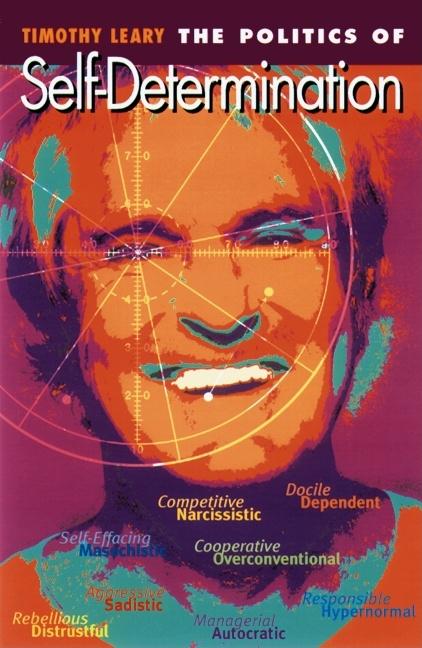 TIMOTHY LEARY THE POLITICS OF
Self-Determination
Competitive
Narcissistic
Docile
Dependent
Self-Effacing
Masochistic
Cooperative
Overconventional
Aggressive
Sadistic
Responsible
Hypernormal
Rebellious
Distrustful
Managerial
Autocratic